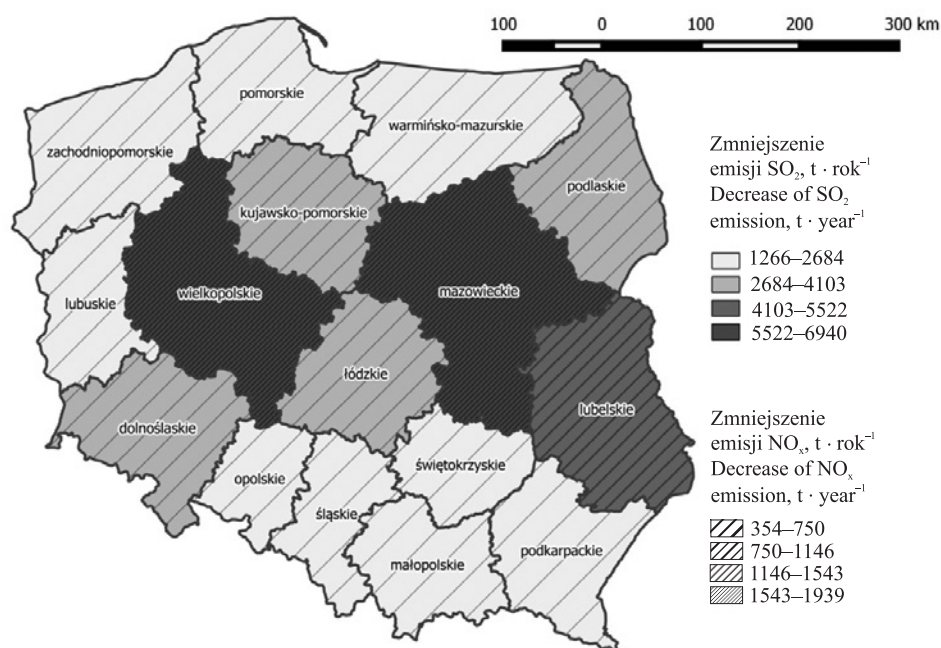 100 0 100 200 300 km
pomorskie
warmińsko-mazurskie
zachodniopomorskie
podlaskie
kujawsko-pomorskie
wielkopolskie
mazowieckie
lubuskie
łódzkie
lubelskie
dolnośląskie
świętokrzyskie
opolskie
śląskie
podkarpackie
małopolskie
Zmniejszenie
emisji SO₂, t · rok⁻¹
Decrease of SO₂
emission, t · year⁻¹
1266–2684
2684–4103
4103–5522
5522–6940
Zmniejszenie
emisji NOₓ, t · rok⁻¹
Decrease of NOₓ
emission, t · year⁻¹
354–750
750–1146
1146–1543
1543–1939